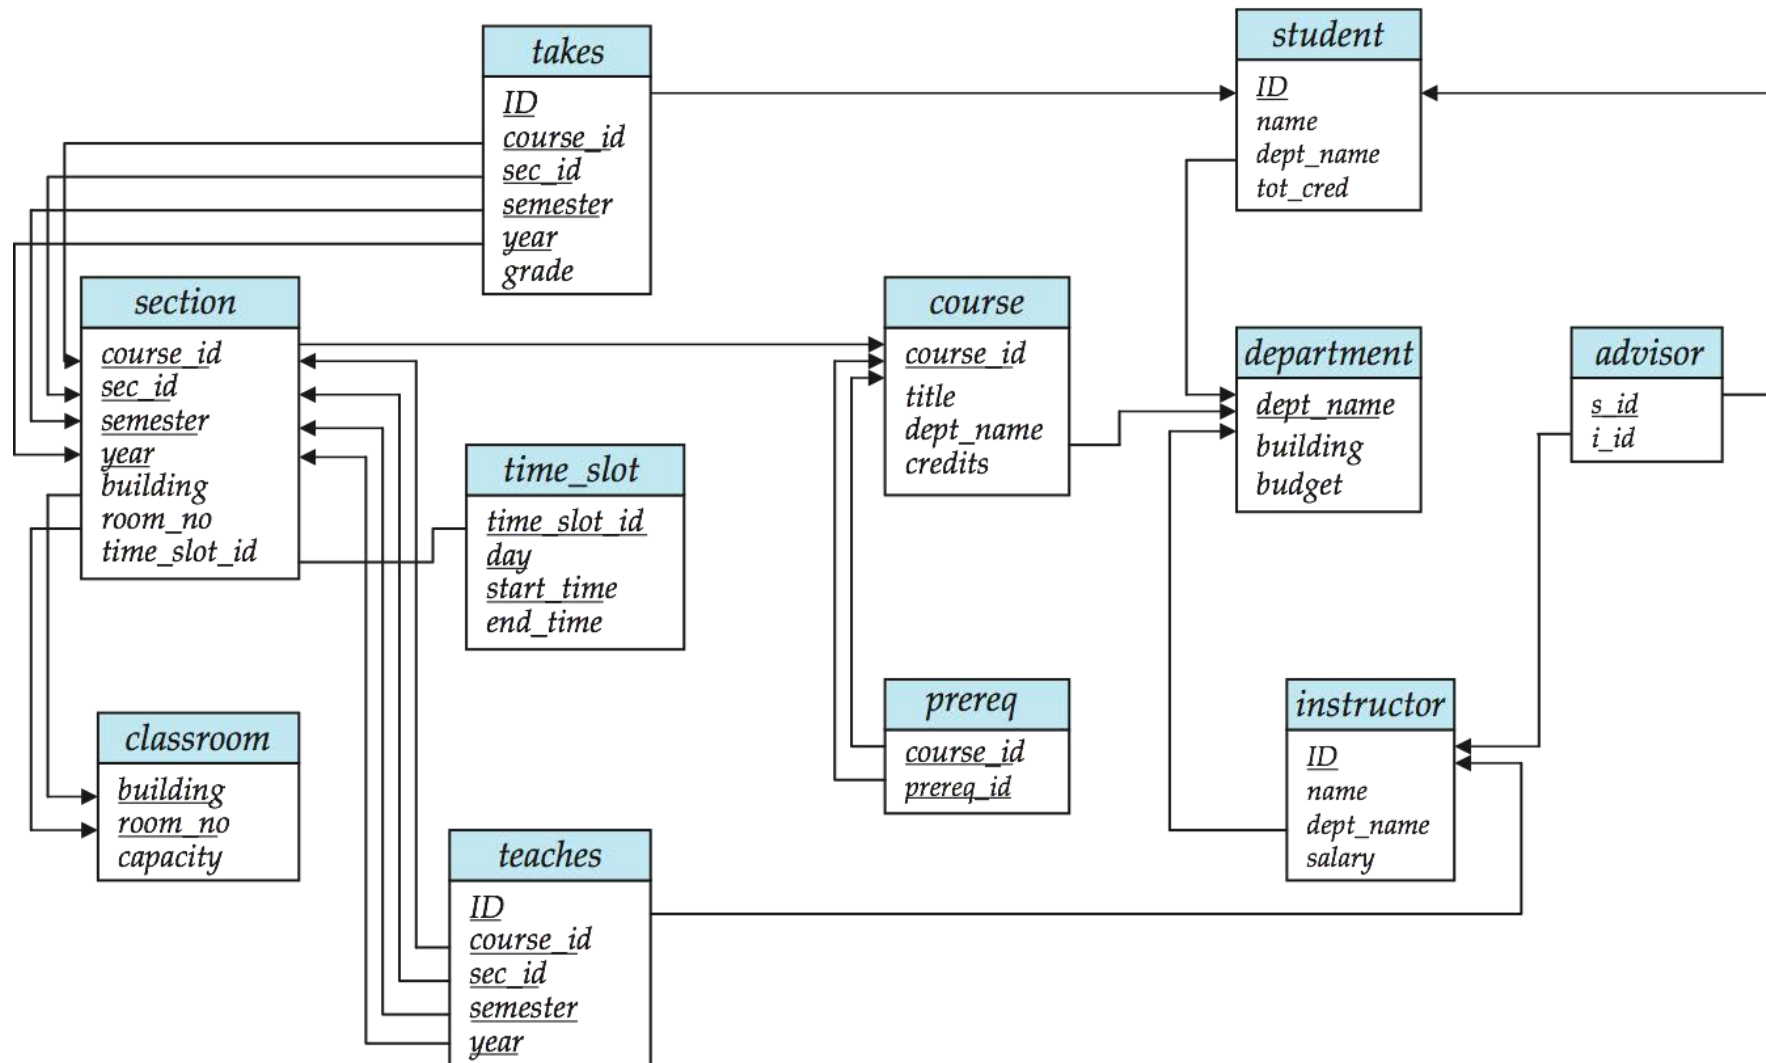 takes
ID
course_id
sec_id
semester
year
grade
student
ID
name
dept_name
tot_cred
section
course_id
sec_id
semester
year
building
room_no
time_slot_id
course
course_id
title
dept_name
credits
department
dept_name
building
budget
advisor
s_id
i_id
time_slot
time_slot_id
day
start_time
end_time
prereq
course_id
prereq_id
instructor
ID
name
dept_name
salary
classroom
building
room_no
capacity
teaches
ID
course_id
sec_id
semester
year